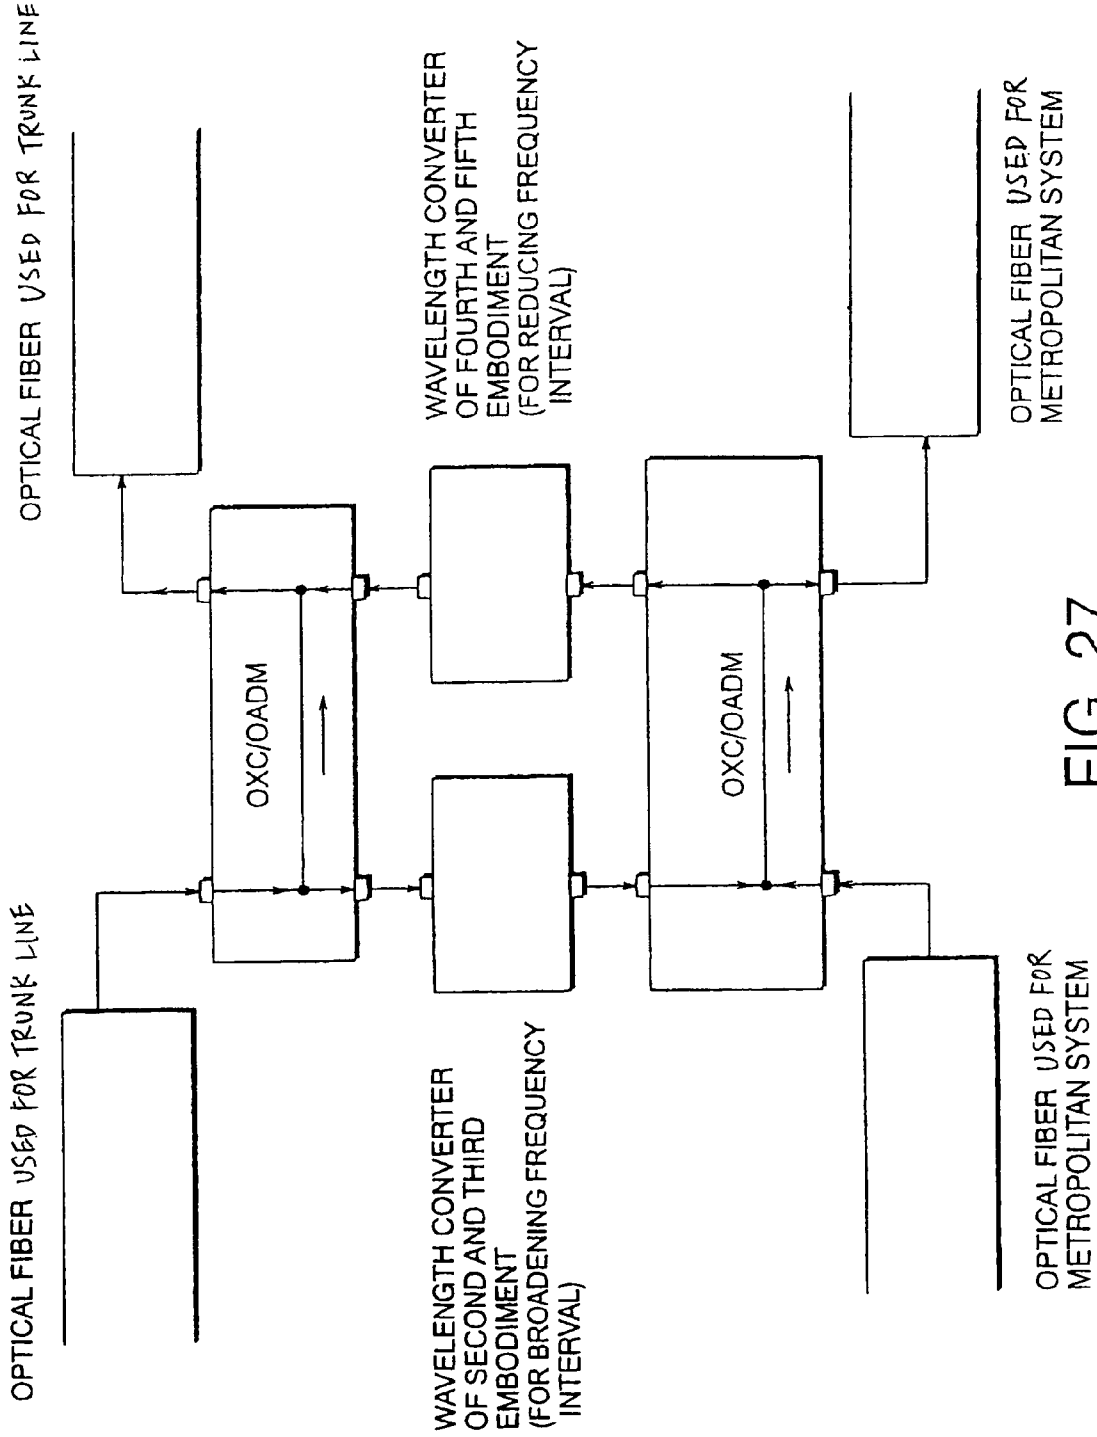 OPTICAL FIBER USED FOR TRUNK LINE
OPTICAL FIBER USED FOR TRUNK LINE
OXC/OADM
WAVELENGTH CONVERTER
OF SECOND AND THIRD
EMBODIMENT
(FOR BROADENING FREQUENCY
INTERVAL)
WAVELENGTH CONVERTER
OF FOURTH AND FIFTH
EMBODIMENT
(FOR REDUCING FREQUENCY
INTERVAL)
OXC/OADM
OPTICAL FIBER USED FOR
METROPOLITAN SYSTEM
OPTICAL FIBER USED FOR
METROPOLITAN SYSTEM
FIG. 27